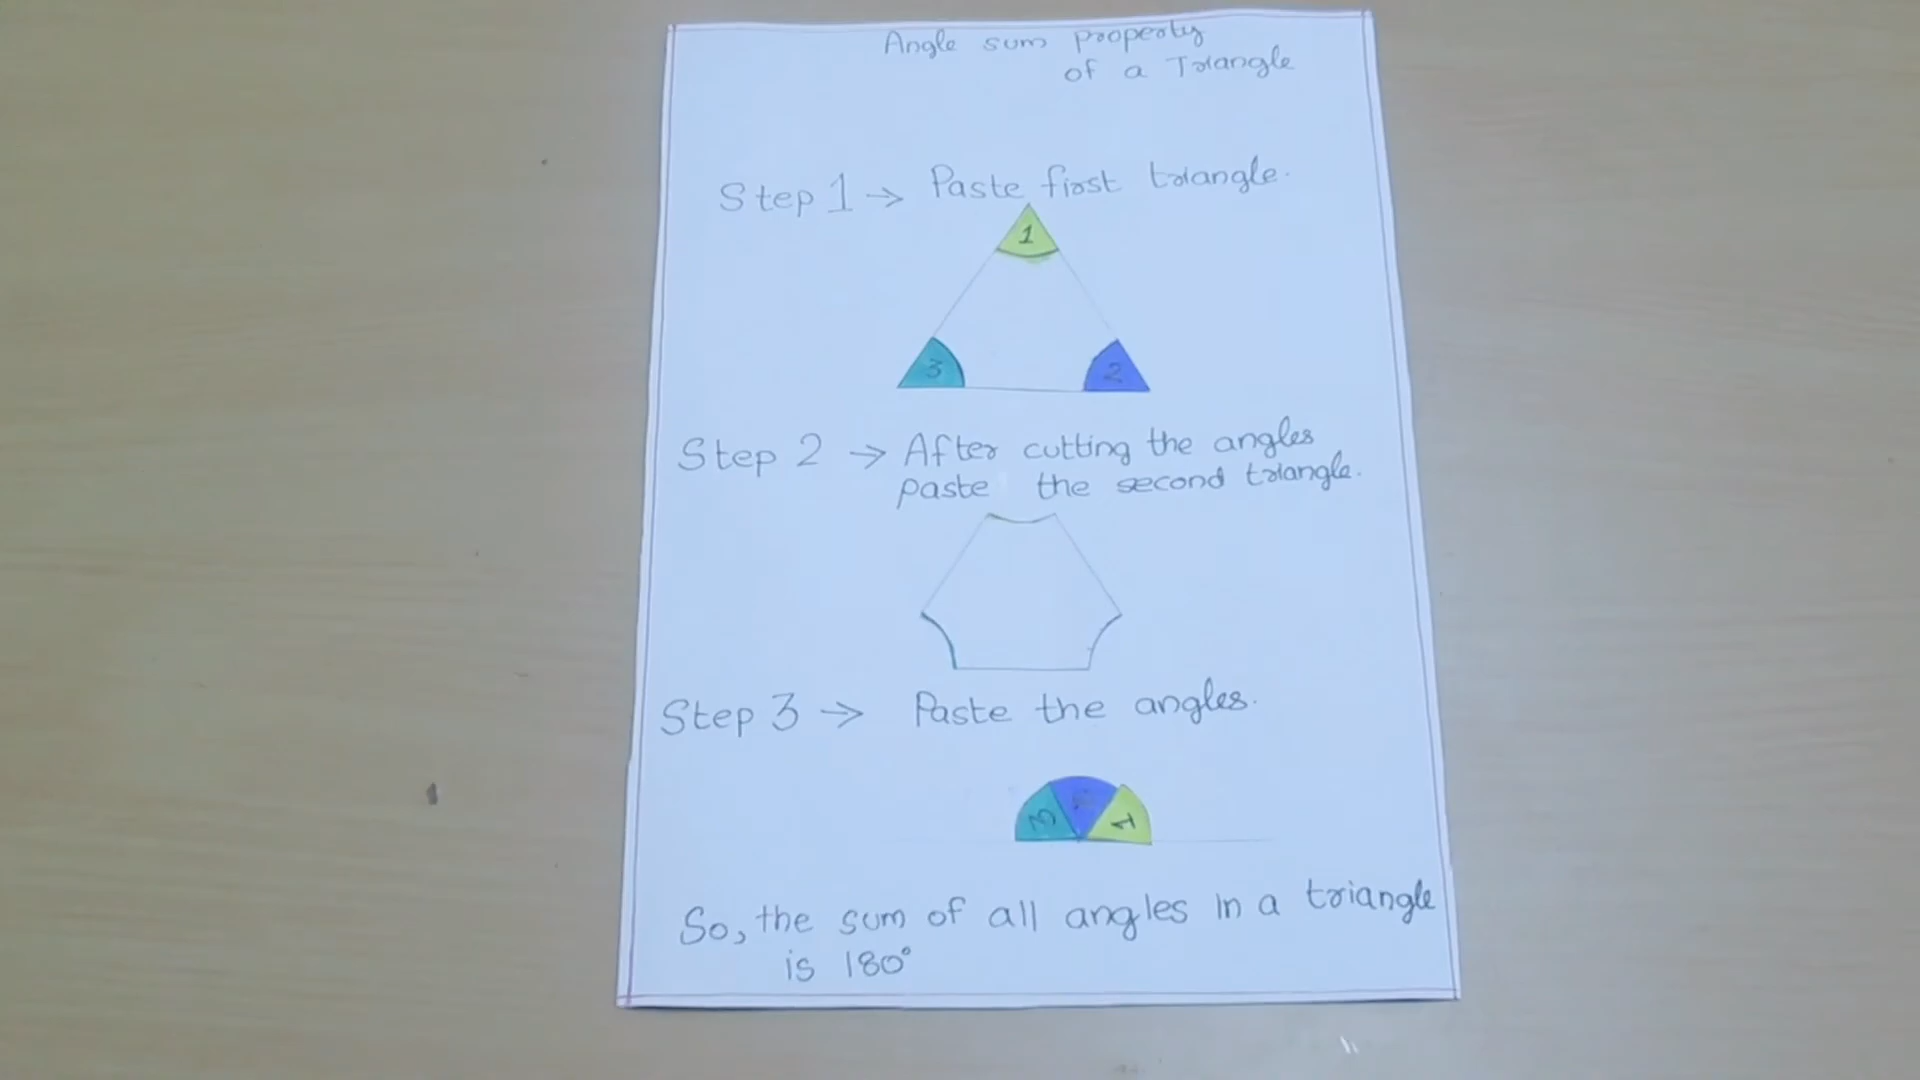 Angle sum property
of a Triangle
Step 1 → Paste first triangle.
1
3
2
Step 2 → After cutting the angles
paste the second triangle.
Step 3 → Paste the angles.
3
1
So, the sum of all angles in a triangle
is 180°